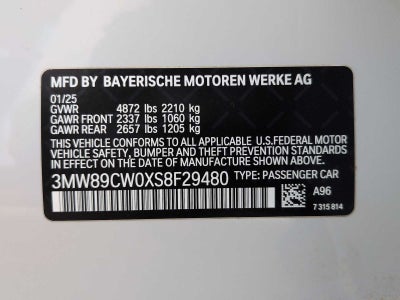 MFD BY BAYERISCHE MOTOREN WERKE AG
01/25
GVWR 4872 lbs 2210 kg
GAWR FRONT 2337 lbs 1060 kg
GAWR REAR 2657 lbs 1205 kg
THIS VEHICLE CONFORMS TO ALL APPLICABLE U.S.FEDERAL MOTOR
VEHICLE SAFETY, BUMPER, AND THEFT PREVENTION STANDARDS
IN EFFECT ON THE DATE OF MANUFACTURE SHOWN ABOVE.
3MW89CW0XS8F29480 TYPE: PASSENGER CAR
A96
7 315 814